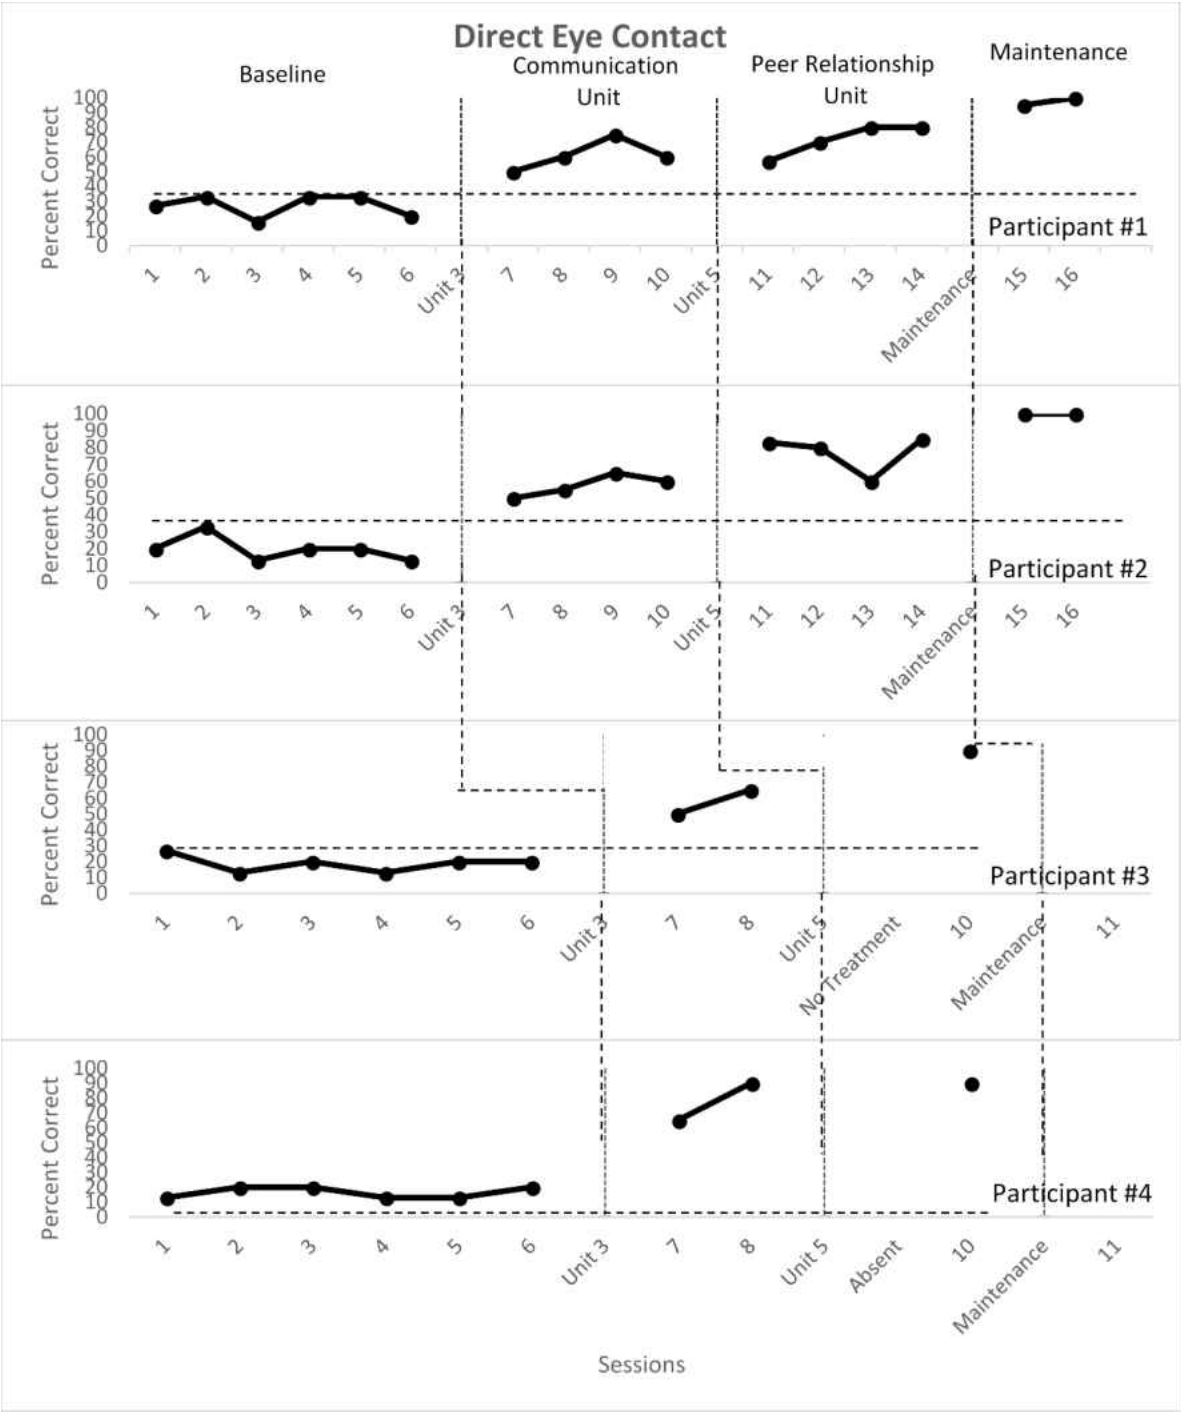 Direct Eye Contact
Baseline
Communication
Unit
Peer Relationship
Unit
Maintenance
Percent Correct
100
90
80
70
60
50
40
30
20
10
0
Participant #1
1 2 3 4 5 6 Unit 3 7 8 9 10 Unit 5 11 12 13 14 Maintenance 15 16
Percent Correct
100
90
80
70
60
50
40
30
20
10
0
Participant #2
1 2 3 4 5 6 Unit 3 7 8 9 10 Unit 5 11 12 13 14 Maintenance 15 16
Percent Correct
100
90
80
70
60
50
40
30
20
10
0
Participant #3
1 2 3 4 5 6 Unit 3 7 8 Unit 5 No Treatment 10 Maintenance 11
Percent Correct
100
90
80
70
60
50
40
30
20
10
0
Participant #4
1 2 3 4 5 6 Unit 3 7 8 Unit 5 Absent 10 Maintenance 11
Sessions